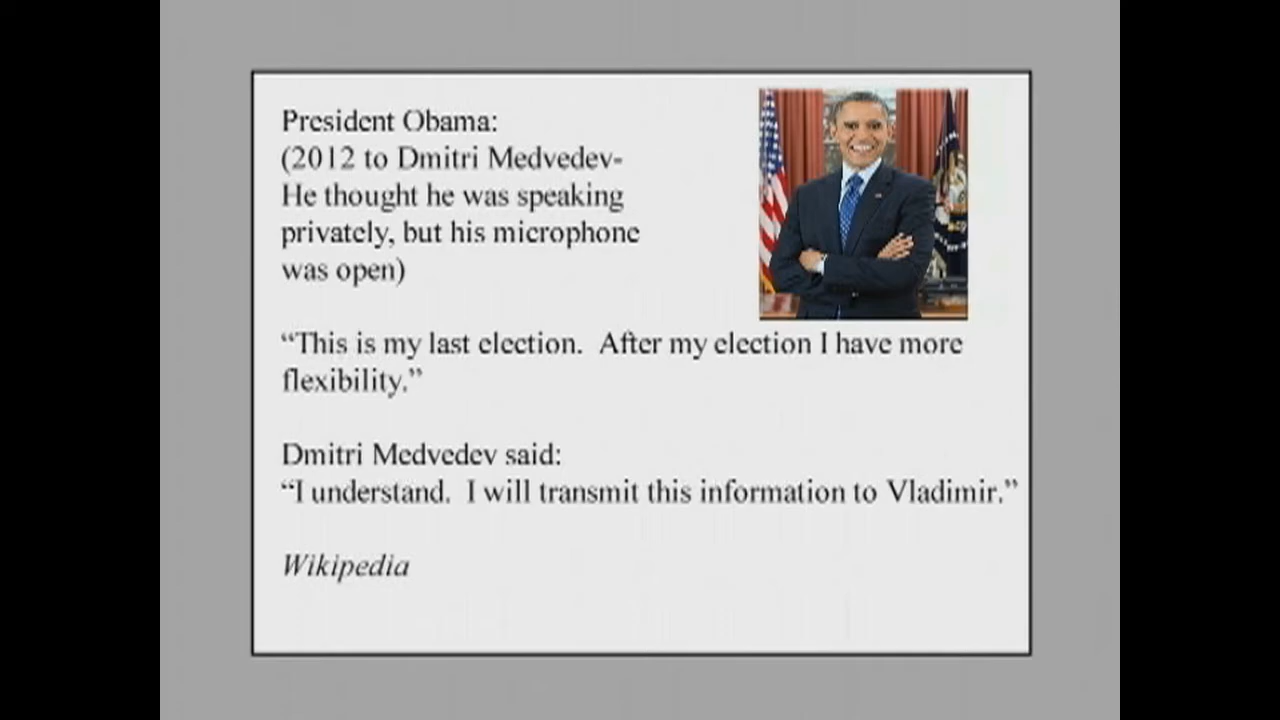 President Obama:
(2012 to Dmitri Medvedev-
He thought he was speaking
privately, but his microphone
was open)
“This is my last election.  After my election I have more
flexibility.”
Dmitri Medvedev said:
“I understand.  I will transmit this information to Vladimir.”
Wikipedia